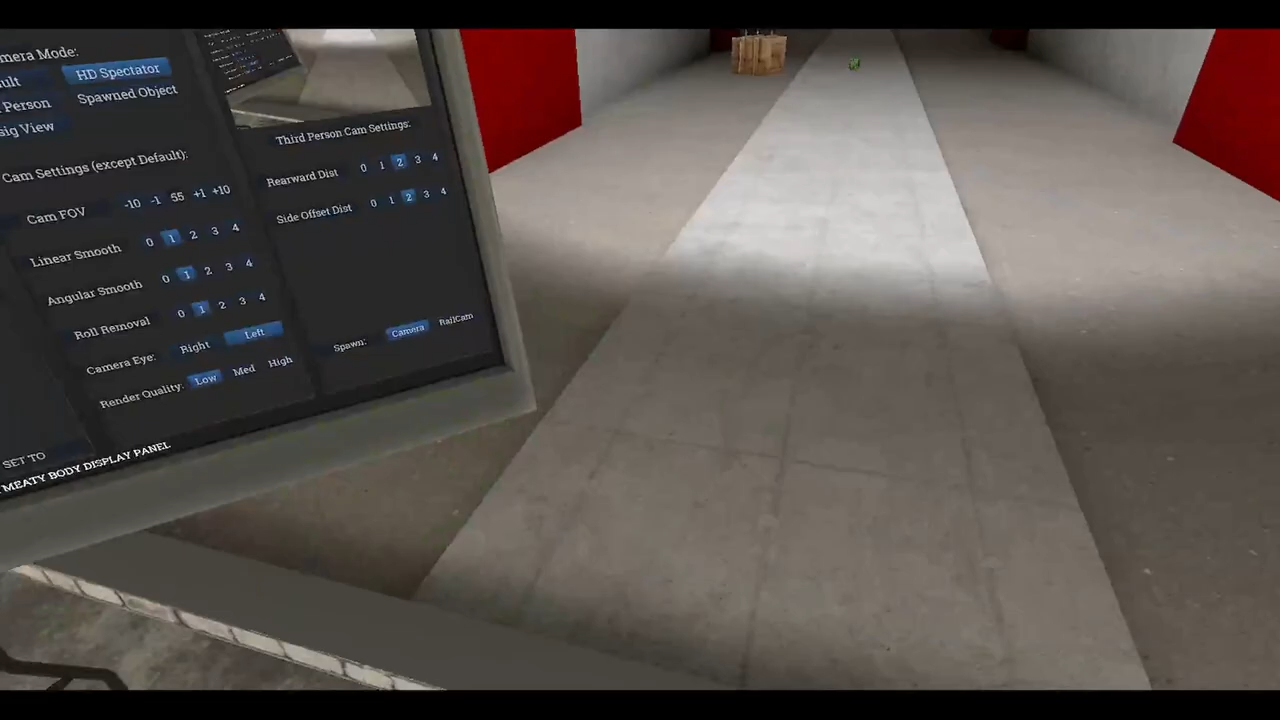 mera Mode:
ult HD Spectator
Person Spawned Object
sig View
Cam Settings (except Default):
Cam FOV -10 -1 55 +1 +10
Linear Smooth 0 1 2 3 4
Angular Smooth 0 1 2 3 4
Roll Removal 0 1 2 3 4
Camera Eye: Right Left
Render Quality: Low Med High
Third Person Cam Settings:
Rearward Dist 0 1 2 3 4
Side Offset Dist 0 1 2 3 4
Spawn: Camera RailCam
SET TO
MEATY BODY DISPLAY PANEL